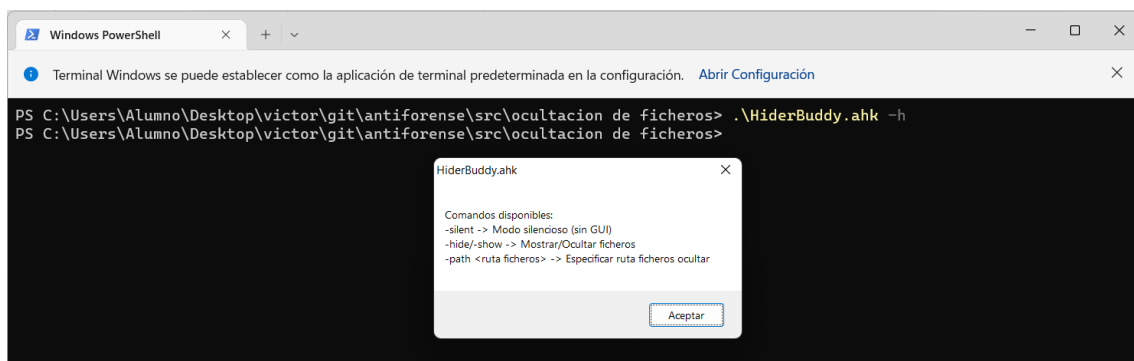 Windows PowerShell
Terminal Windows se puede establecer como la aplicación de terminal predeterminada en la configuración. Abrir Configuración
PS C:\Users\Alumno\Desktop\victor\git\antiforense\src\ocultacion de ficheros> .\HiderBuddy.ahk -h
PS C:\Users\Alumno\Desktop\victor\git\antiforense\src\ocultacion de ficheros>
HiderBuddy.ahk
Comandos disponibles:
-silent -> Modo silencioso (sin GUI)
-hide/-show -> Mostrar/Ocultar ficheros
-path <ruta ficheros> -> Especificar ruta ficheros ocultar
Aceptar